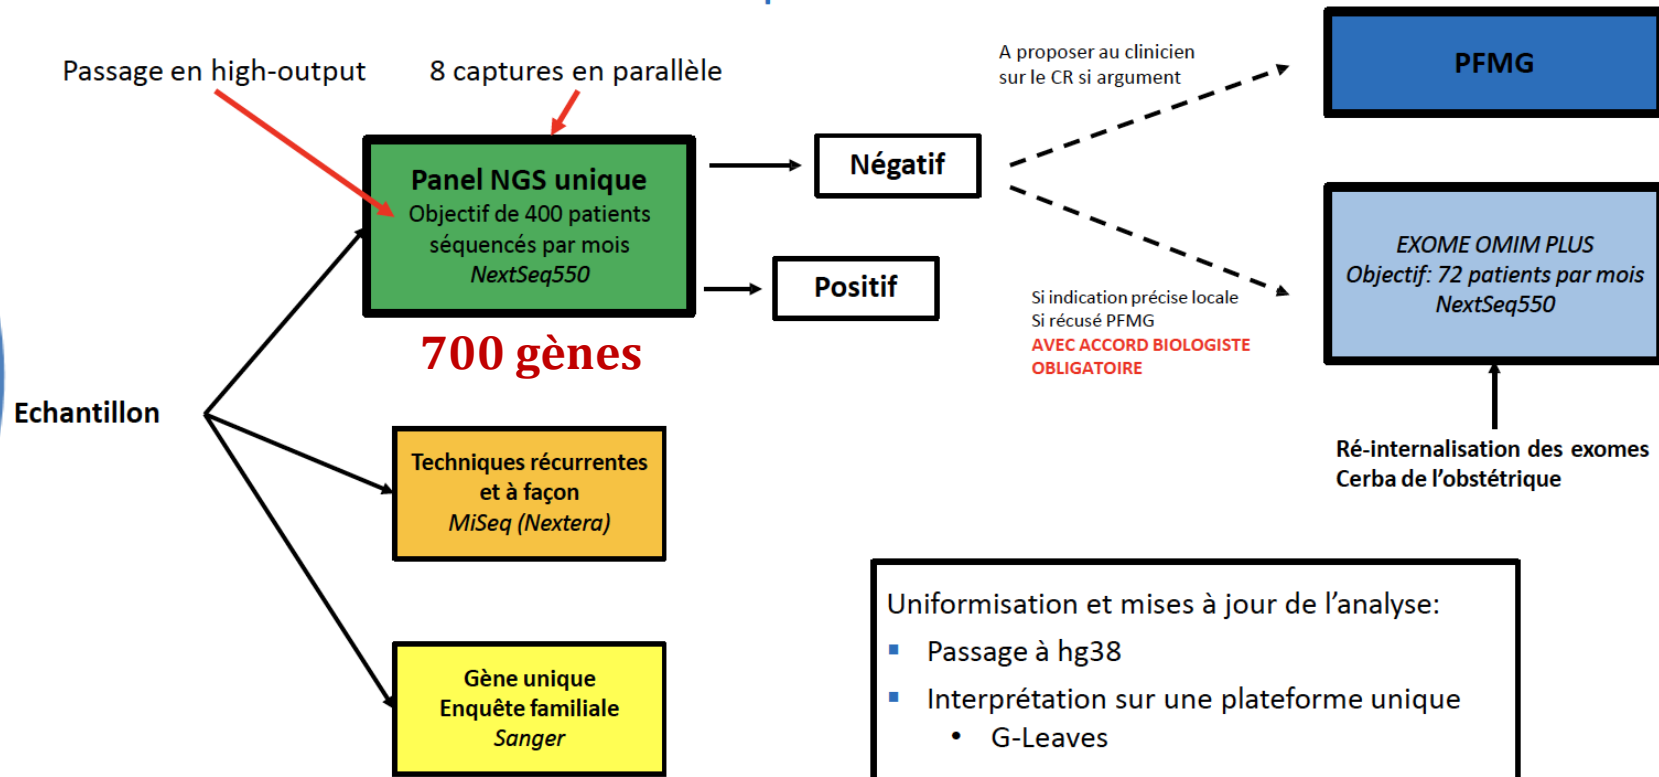 Passage en high-output
8 captures en parallèle
A proposer au clinicien
sur le CR si argument
PFMG
Panel NGS unique
Objectif de 400 patients
séquencés par mois
NextSeq550
Négatif
Positif
700 gènes
EXOME OMIM PLUS
Objectif: 72 patients par mois
NextSeq550
Si indication précise locale
Si récusé PFMG
AVEC ACCORD BIOLOGISTE
OBLIGATOIRE
Echantillon
Ré-internalisation des exomes
Cerba de l’obstétrique
Techniques récurrentes
et à façon
MiSeq (Nextera)
Gène unique
Enquête familiale
Sanger
Uniformisation et mises à jour de l’analyse:
▪ Passage à hg38
▪ Interprétation sur une plateforme unique
• G-Leaves